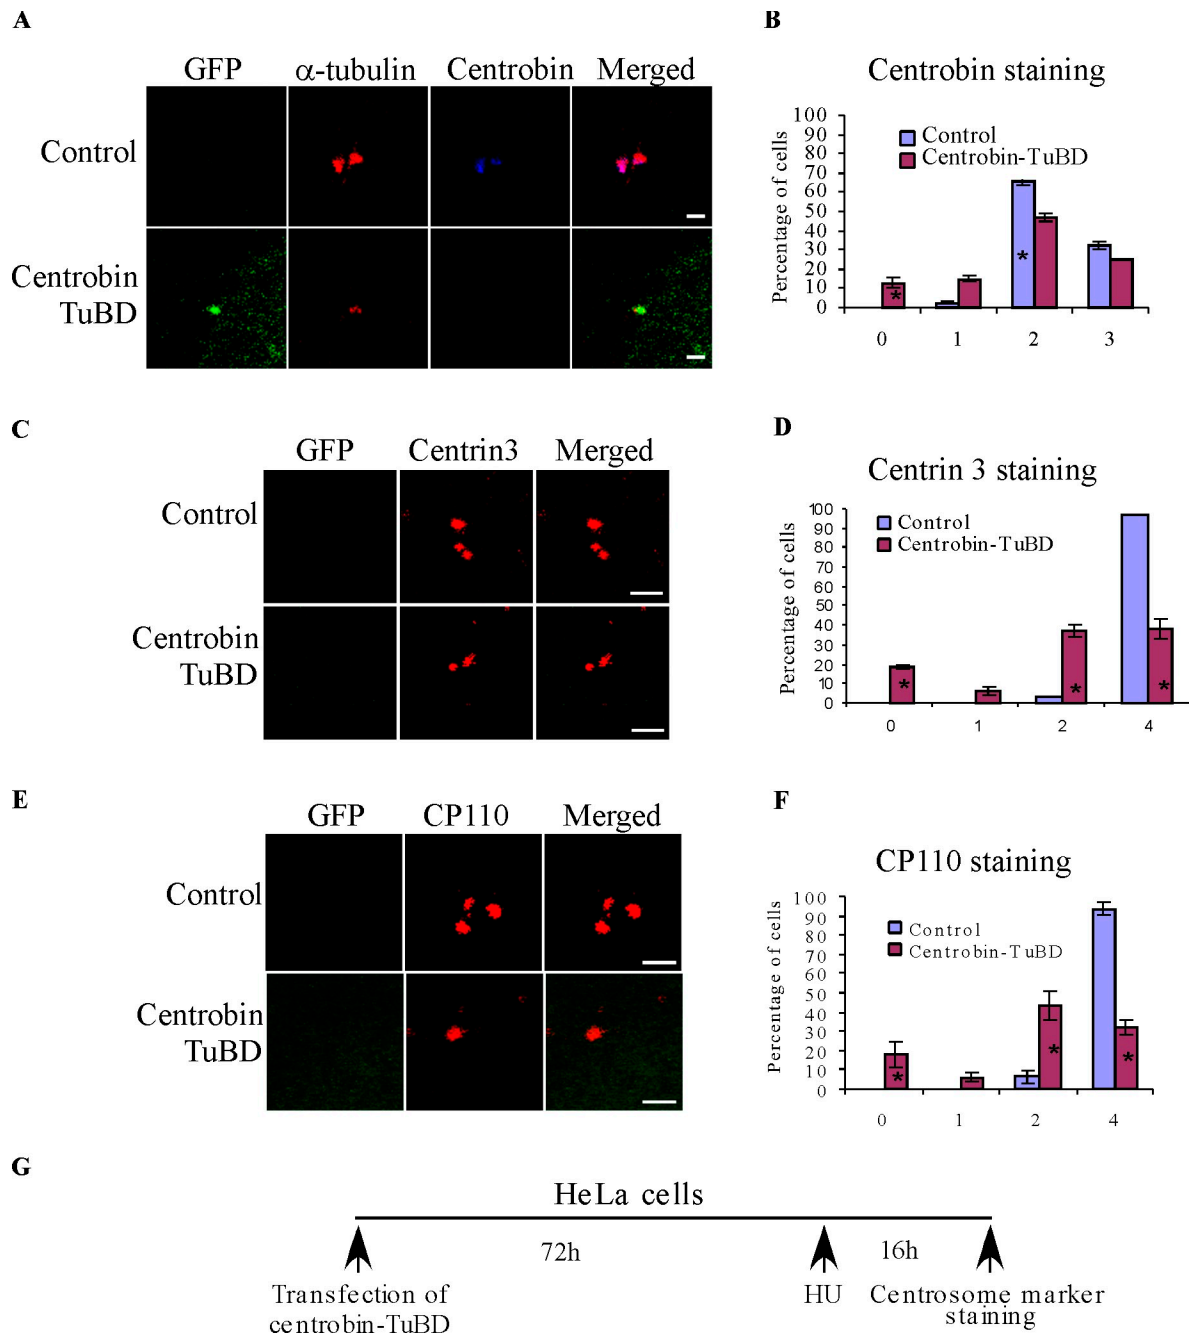 A
GFP α-tubulin Centrobin Merged
Control
Centrobin
TuBD
B
Centrobin staining
Percentage of cells
100
90
80
70
60
50
40
30
20
10
0
Control
Centrobin-TuBD
*
*
0 1 2 3
C
GFP Centrin3 Merged
Control
Centrobin
TuBD
D
Centrin 3 staining
Percentage of cells
100
90
80
70
60
50
40
30
20
10
0
Control
Centrobin-TuBD
*
*
*
0 1 2 4
E
GFP CP110 Merged
Control
Centrobin
TuBD
F
CP110 staining
Percentage of cells
100
90
80
70
60
50
40
30
20
10
0
Control
Centrobin-TuBD
*
*
*
0 1 2 4
G
HeLa cells
72h 16h
Transfection of
centrobin-TuBD
HU
Centrosome marker
staining